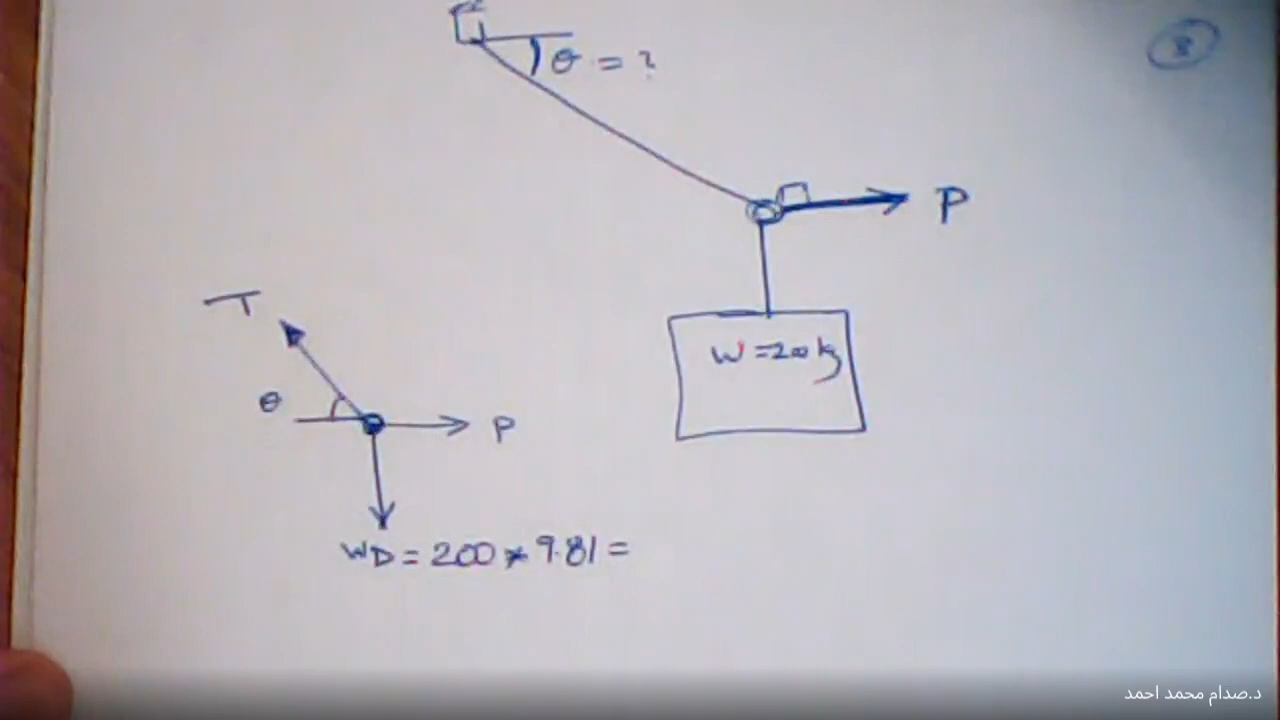 8
θ = ?
P
W = 200 kg
T
θ
P
WD = 200 * 9.81 =
د.صدام محمد احمد